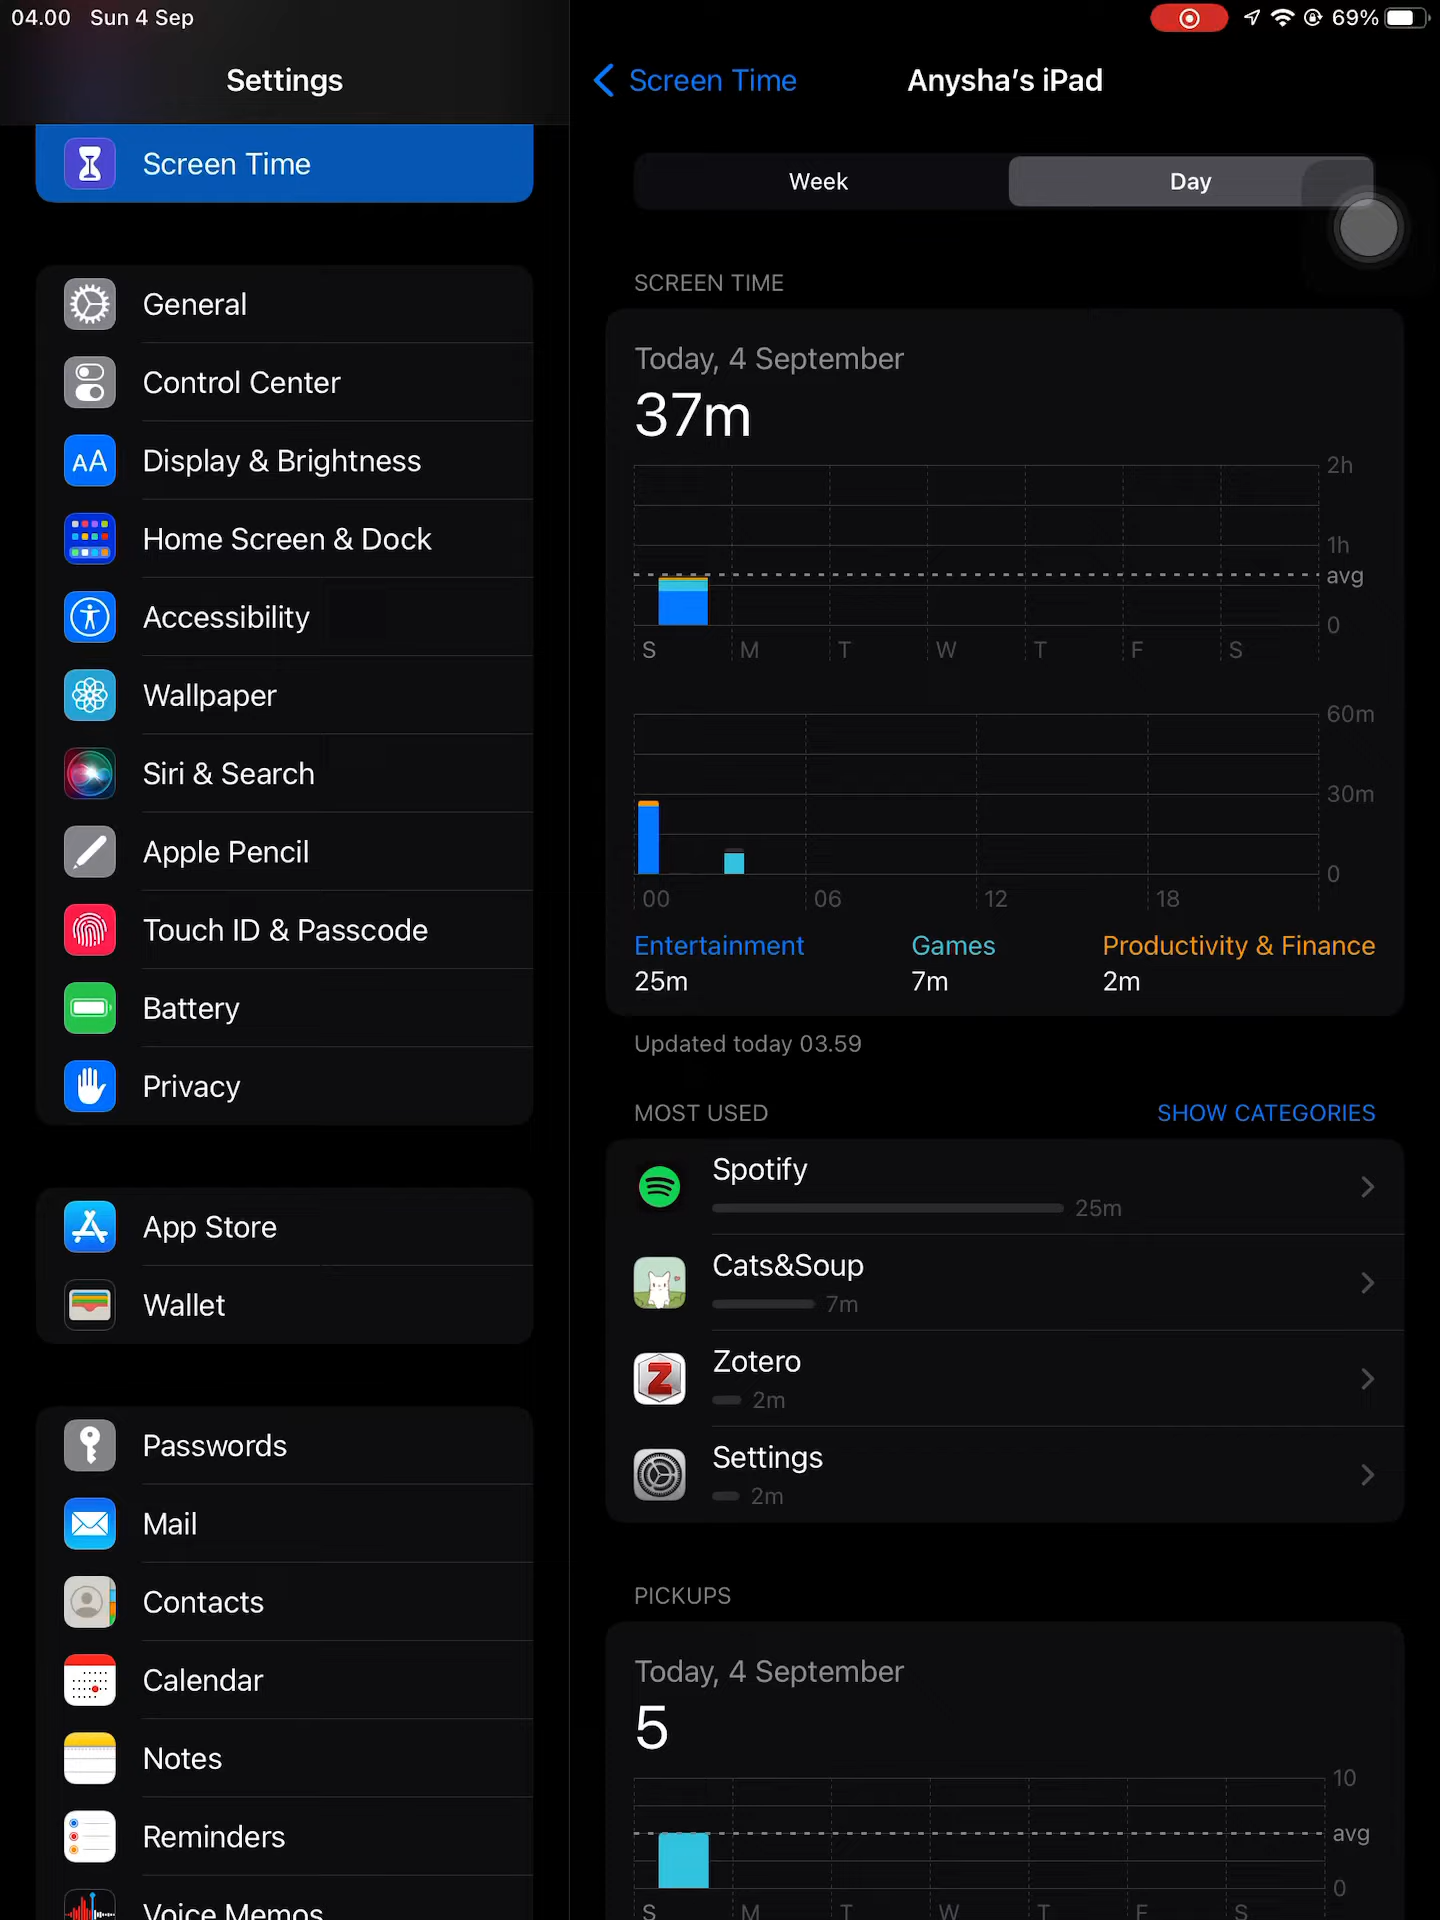 04.00 Sun 4 Sep
69%
Settings
Screen Time
General
Control Center
AA Display & Brightness
Home Screen & Dock
Accessibility
Wallpaper
Siri & Search
Apple Pencil
Touch ID & Passcode
Battery
Privacy
App Store
Wallet
Passwords
Mail
Contacts
Calendar
Notes
Reminders
Voice Memos
Screen Time
Anysha’s iPad
Week Day
SCREEN TIME
Today, 4 September
37m
2h
1h
avg
0
S M T W T F S
60m
30m
0
00 06 12 18
Entertainment Games Productivity & Finance
25m 7m 2m
Updated today 03.59
MOST USED SHOW CATEGORIES
Spotify
25m
Cats&Soup
7m
Z Zotero
2m
Settings
2m
PICKUPS
Today, 4 September
5
10
avg
0
S M T W T F S